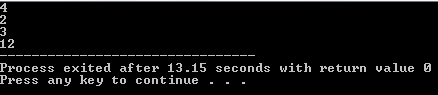 4
2
3
12
--------------------------------
Process exited after 13.15 seconds with return value 0
Press any key to continue . . .